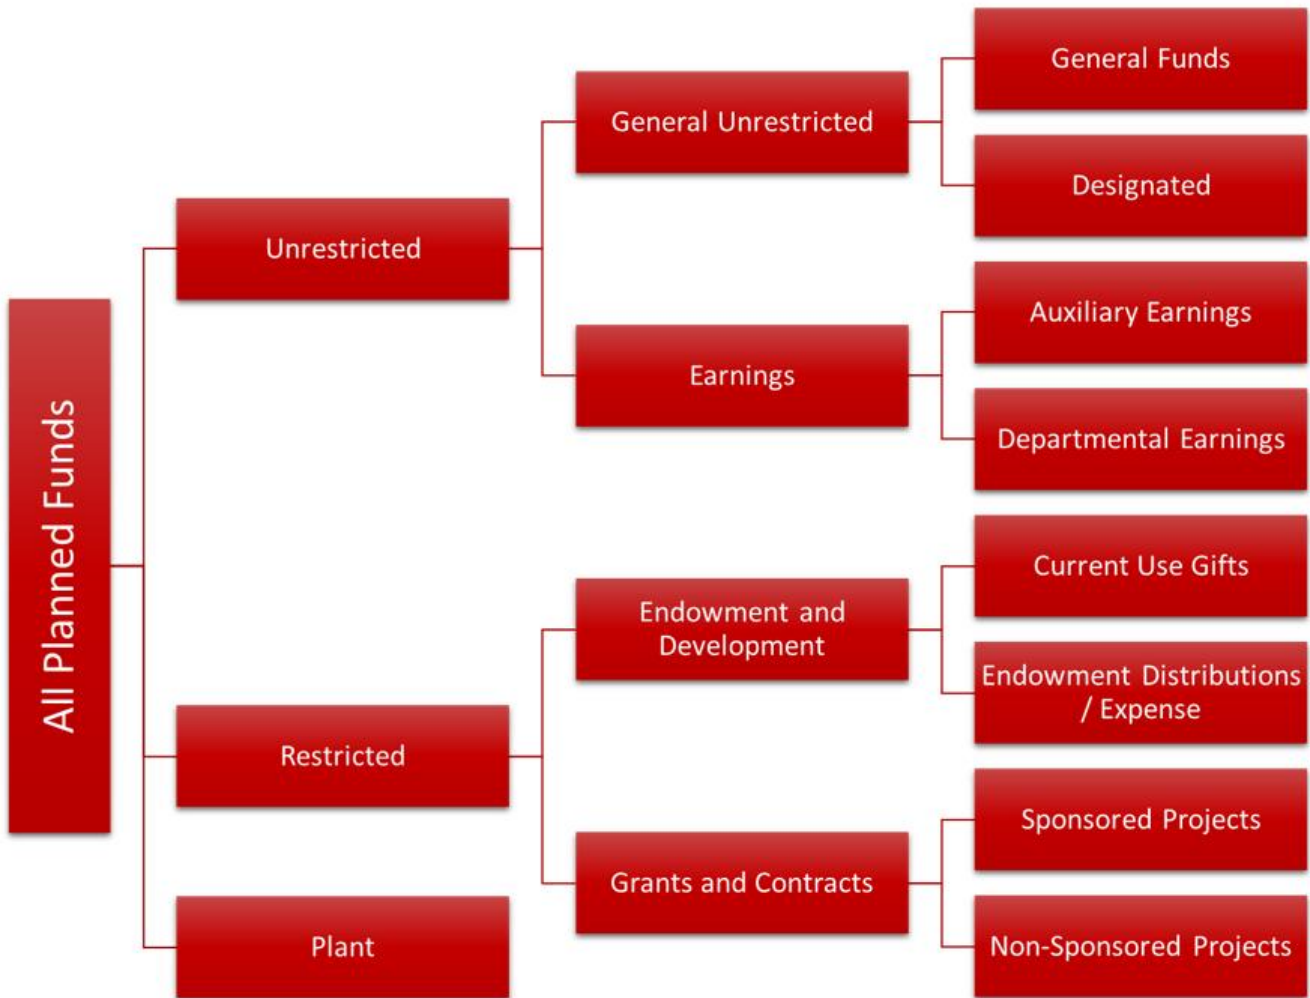 All Planned Funds
Unrestricted
General Unrestricted
General Funds
Designated
Earnings
Auxiliary Earnings
Departmental Earnings
Restricted
Endowment and
Development
Current Use Gifts
Endowment Distributions
/ Expense
Grants and Contracts
Sponsored Projects
Non-Sponsored Projects
Plant